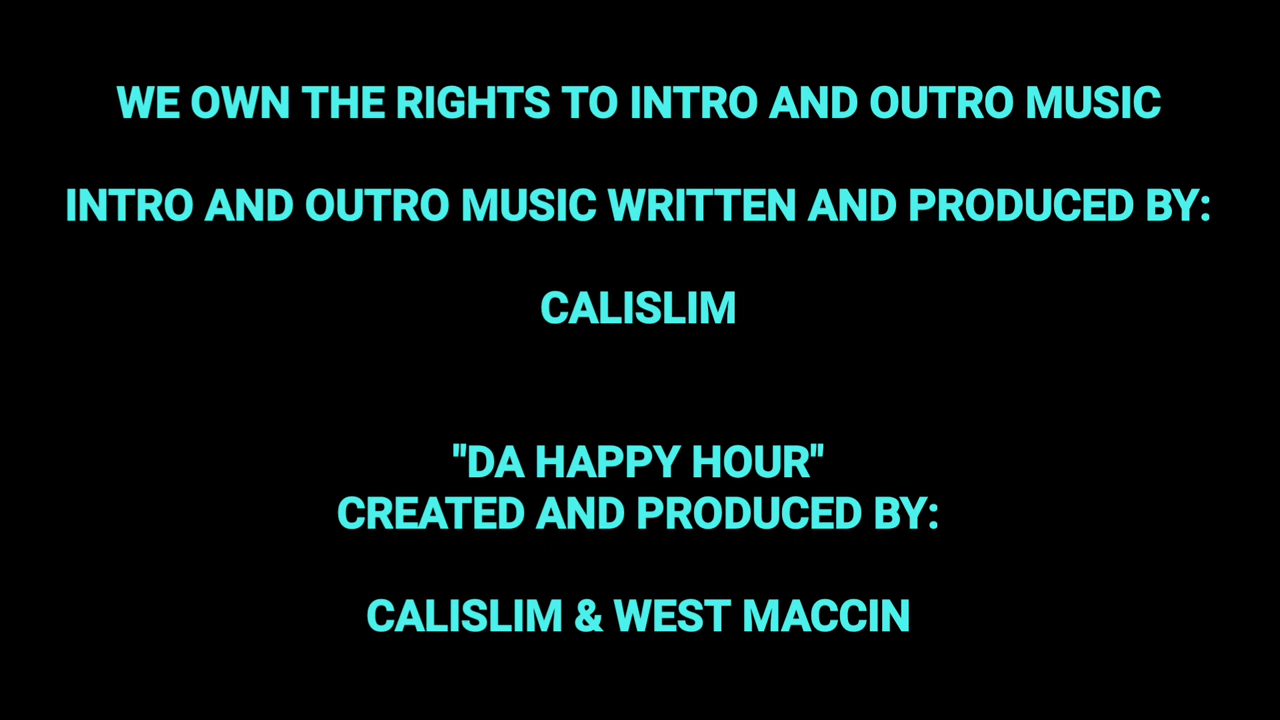 WE OWN THE RIGHTS TO INTRO AND OUTRO MUSIC
INTRO AND OUTRO MUSIC WRITTEN AND PRODUCED BY:
CALISLIM
"DA HAPPY HOUR"
CREATED AND PRODUCED BY:
CALISLIM & WEST MACCIN